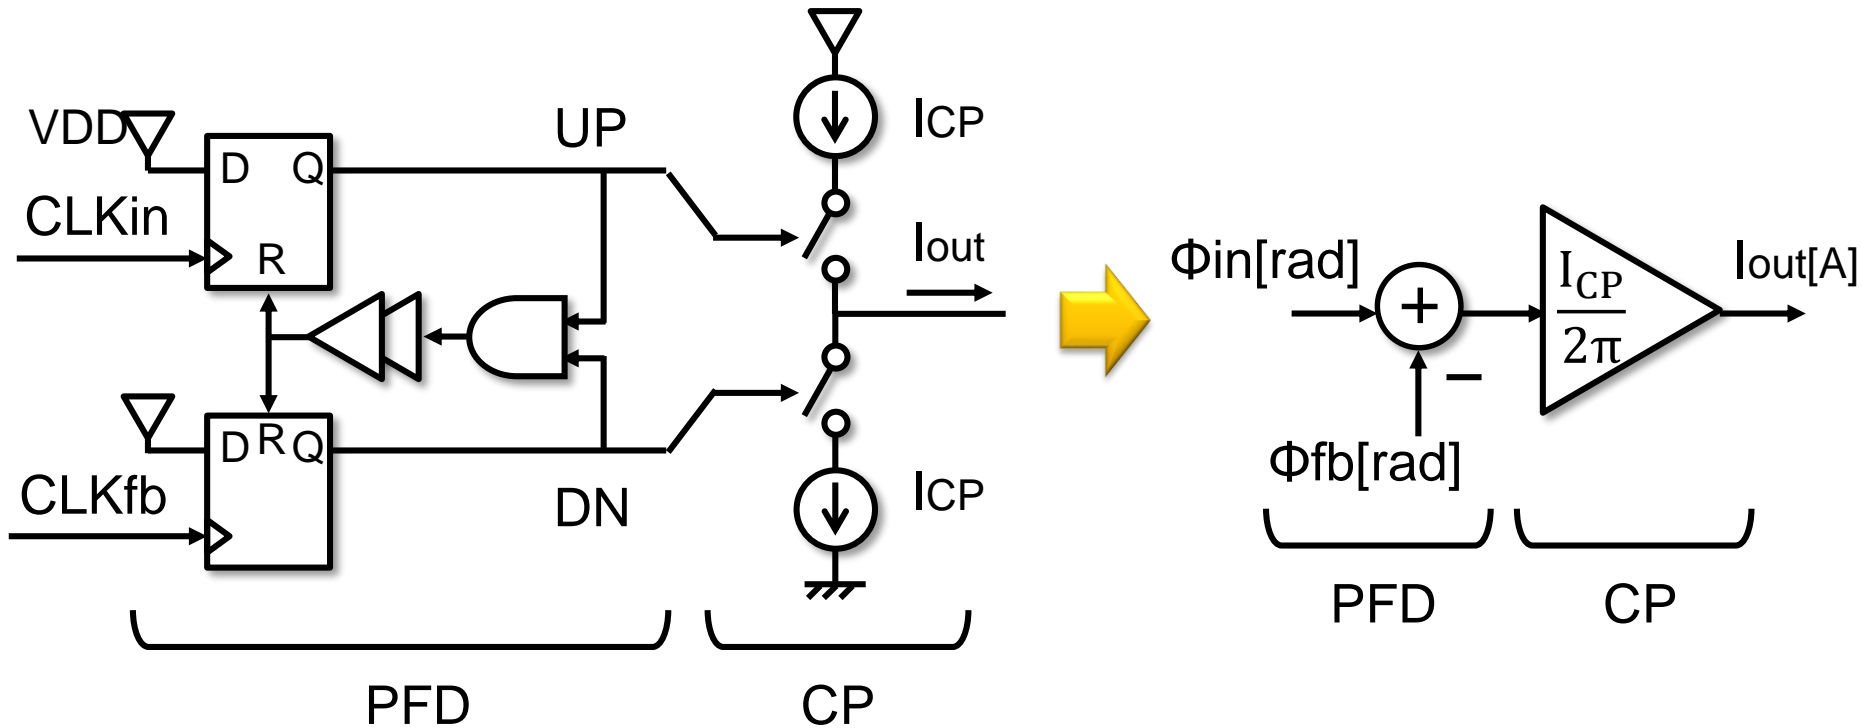 VDD
D Q
R
CLKin
UP
ICP
Iout
D R Q
CLKfb
DN
ICP
PFD
CP
Φin[rad]
+
−
Φfb[rad]
ICP
2π
Iout[A]
PFD
CP